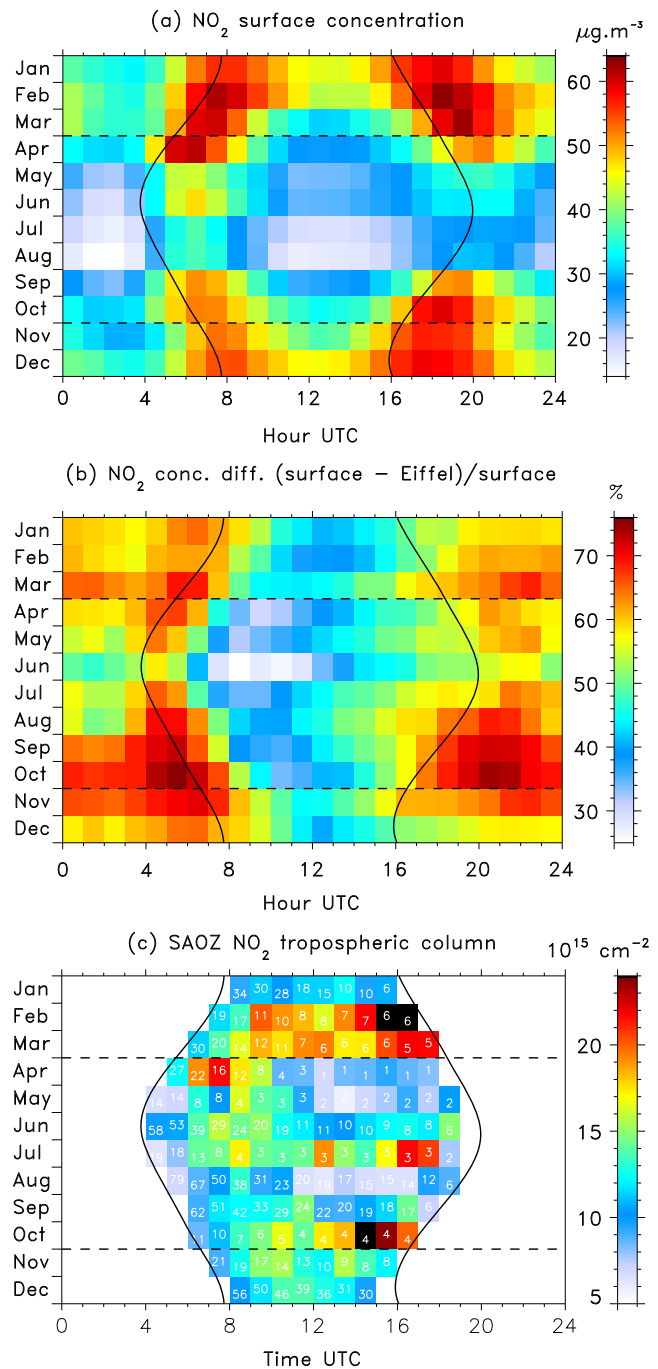 (a) NO2 surface concentration
μg.m-3
Jan
Feb
Mar
Apr
May
Jun
Jul
Aug
Sep
Oct
Nov
Dec
60
50
40
30
20
0 4 8 12 16 20 24
Hour UTC
(b) NO2 conc. diff. (surface – Eiffel)/surface
%
Jan
Feb
Mar
Apr
May
Jun
Jul
Aug
Sep
Oct
Nov
Dec
70
60
50
40
30
0 4 8 12 16 20 24
Hour UTC
(c) SAOZ NO2 tropospheric column
10^15 cm-2
Jan 34 30 28 18 15 10 10 6
Feb 19 17 11 10 8 8 7 7 6 6
Mar 30 20 14 12 11 7 6 6 6 6 5 5
Apr 27 22 16 12 8 4 3 1 1 1 1 1 1
May 14 14 8 8 4 3 3 3 2 2 2 2 2 2
Jun 58 53 39 29 24 20 19 11 11 10 10 9 8 8 6
Jul 18 13 8 4 3 3 3 3 3 3 3 3 3 2
Aug 79 67 50 38 31 23 20 19 17 15 15 14 12 6
Sep 62 51 42 33 29 24 22 20 19 18 17 6
Oct 10 7 6 5 4 4 4 4 4 4
Nov 21 19 17 14 13 10 9 8 8
Dec 56 50 46 39 36 31 30
20
15
10
5
0 4 8 12 16 20 24
Time UTC